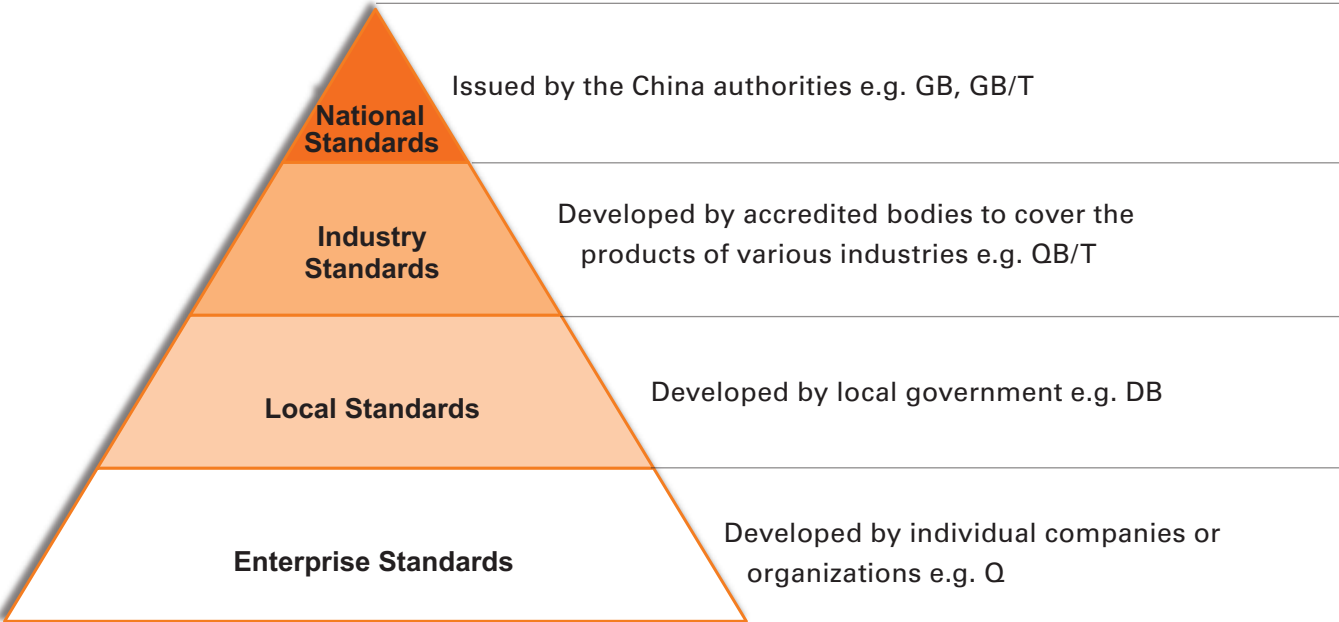 Issued by the China authorities e.g. GB, GB/T
National
Standards
Developed by accredited bodies to cover the
products of various industries e.g. QB/T
Industry
Standards
Developed by local government e.g. DB
Local Standards
Developed by individual companies or
organizations e.g. Q
Enterprise Standards